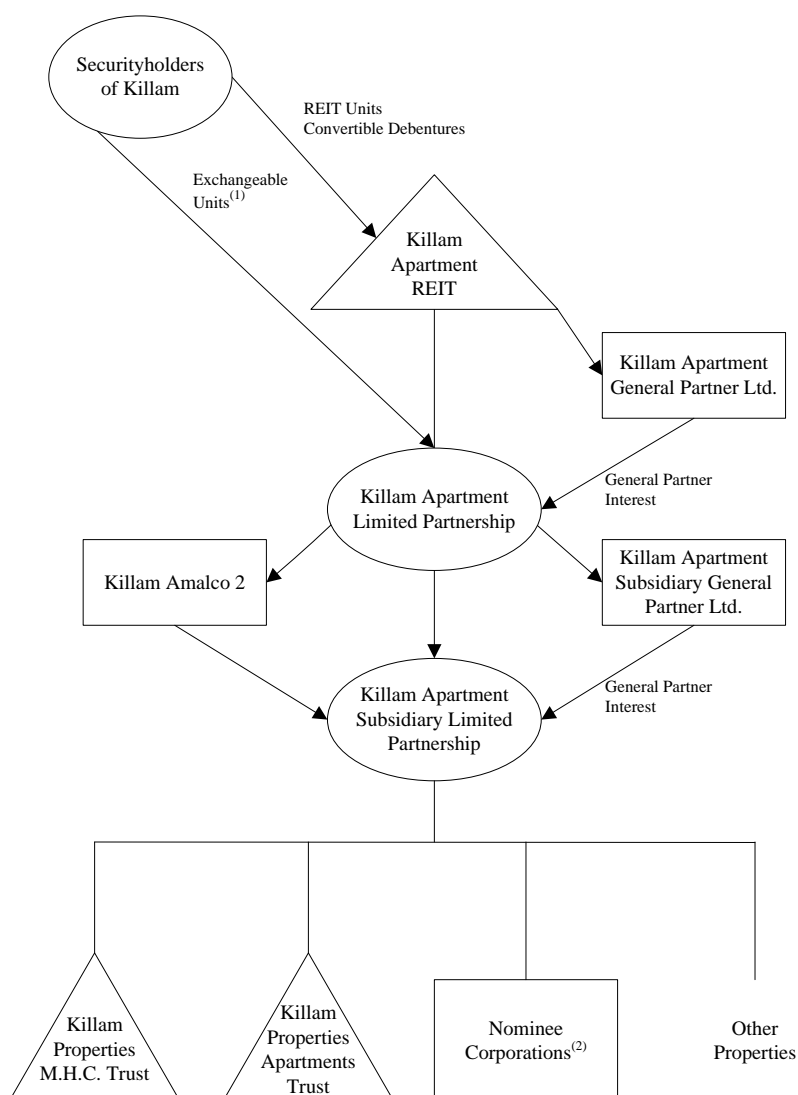 Securityholders
of Killam
REIT Units
Convertible Debentures
Exchangeable
Units(1)
Killam
Apartment
REIT
Killam Apartment
General Partner Ltd.
General Partner
Interest
Killam Apartment
Limited Partnership
Killam Amalco 2
Killam Apartment
Subsidiary General
Partner Ltd.
General Partner
Interest
Killam Apartment
Subsidiary Limited
Partnership
Killam
Properties
M.H.C. Trust
Killam
Properties
Apartments
Trust
Nominee
Corporations(2)
Other
Properties